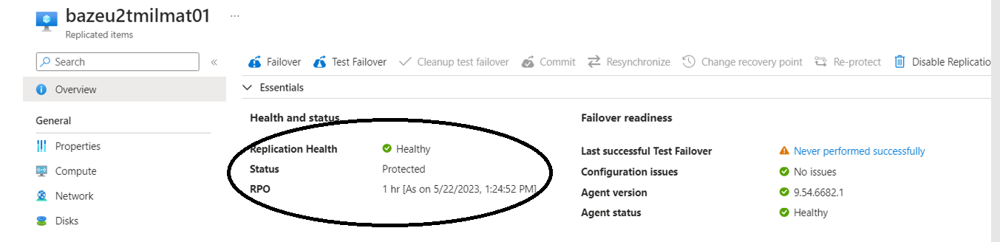 bazeu2tmilmat01 ...
Replicated items
Search «
Failover Test Failover Cleanup test failover Commit Resynchronize Change recovery point Re-protect Disable Replicatio
Overview
Essentials
General
Properties
Compute
Network
Disks
Health and status
Replication Health Healthy
Status Protected
RPO 1 hr [As on 5/22/2023, 1:24:52 PM]
Failover readiness
Last successful Test Failover Never performed successfully
Configuration issues No issues
Agent version 9.54.6682.1
Agent status Healthy